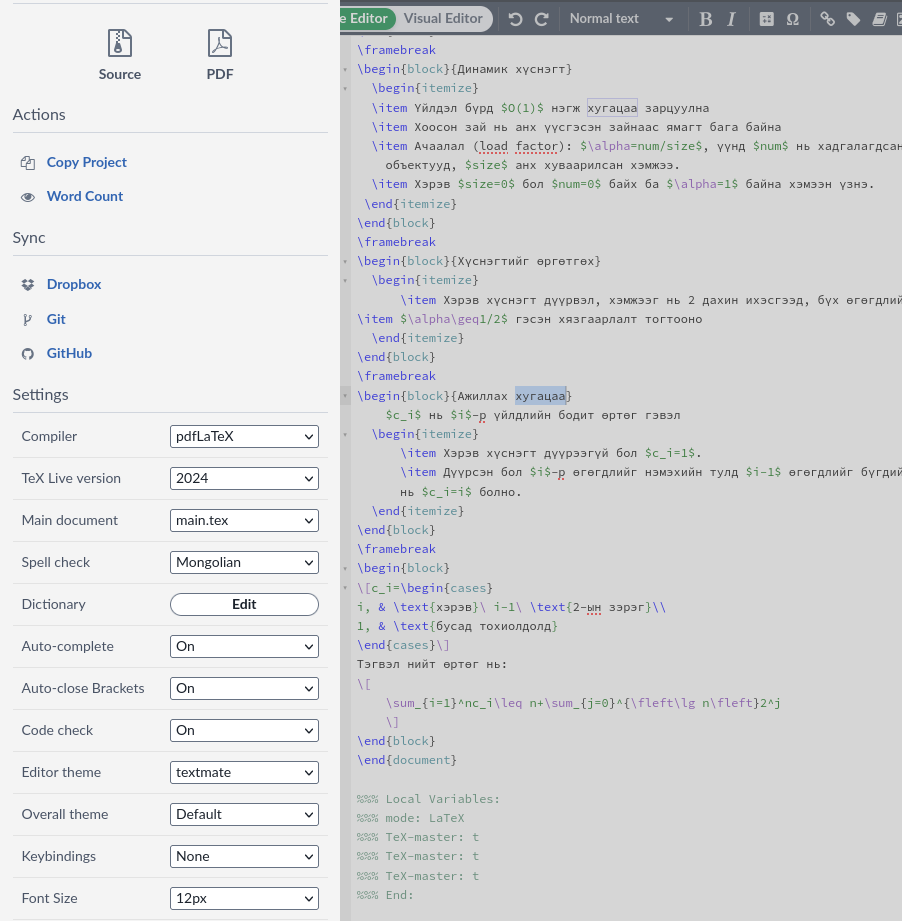 Source PDF
Actions
Copy Project
Word Count
Sync
Dropbox
Git
GitHub
Settings
Compiler pdfLaTeX
TeX Live version 2024
Main document main.tex
Spell check Mongolian
Dictionary Edit
Auto-complete On
Auto-close Brackets On
Code check On
Editor theme textmate
Overall theme Default
Keybindings None
Font Size 12px
e Editor Visual Editor Normal text B I Ω
\framebreak
\begin{block}{Динамик хүснэгт}
\begin{itemize}
\item Үйлдэл бүрд $O(1)$ нэгж хугацаа зарцуулна
\item Хоосон зай нь анх үүсгэсэн зайнаас ямагт бага байна
\item Ачаалал (load factor): $\alpha=num/size$, үүнд $num$ нь хадгалагдсан
объектууд, $size$ анх хуваарилсан хэмжээ.
\item Хэрэв $size=0$ бол $num=0$ байх ба $\alpha=1$ байна хэмээн үзнэ.
\end{itemize}
\end{block}
\framebreak
\begin{block}{Хүснэгтийг өргөтгөх}
\begin{itemize}
\item Хэрэв хүснэгт дүүрвэл, хэмжээг нь 2 дахин ихэсгээд, бүх өгөгдлий
\item $\alpha\geq1/2$ гэсэн хязгаарлалт тогтооно
\end{itemize}
\end{block}
\framebreak
\begin{block}{Ажиллах хугацаа}
$c_i$ нь $i$-р үйлдлийн бодит өртөг гэвэл
\begin{itemize}
\item Хэрэв хүснэгт дүүрээгүй бол $c_i=1$.
\item Дүүрсэн бол $i$-р өгөгдлийг нэмэхийн тулд $i-1$ өгөгдлийг бүгдий
нь $c_i=i$ болно.
\end{itemize}
\end{block}
\framebreak
\begin{block}
\[c_i=\begin{cases}
i, & \text{хэрэв}\ i-1\ \text{2-ын зэрэг}\\
1, & \text{бусад тохиолдолд}
\end{cases}\]
Тэгвэл нийт өртөг нь:
\[
\sum_{i=1}^nc_i\leq n+\sum_{j=0}^{\fleft\lg n\fleft}2^j
\]
\end{block}
\end{document}
%%% Local Variables:
%%% mode: LaTeX
%%% TeX-master: t
%%% TeX-master: t
%%% TeX-master: t
%%% End: